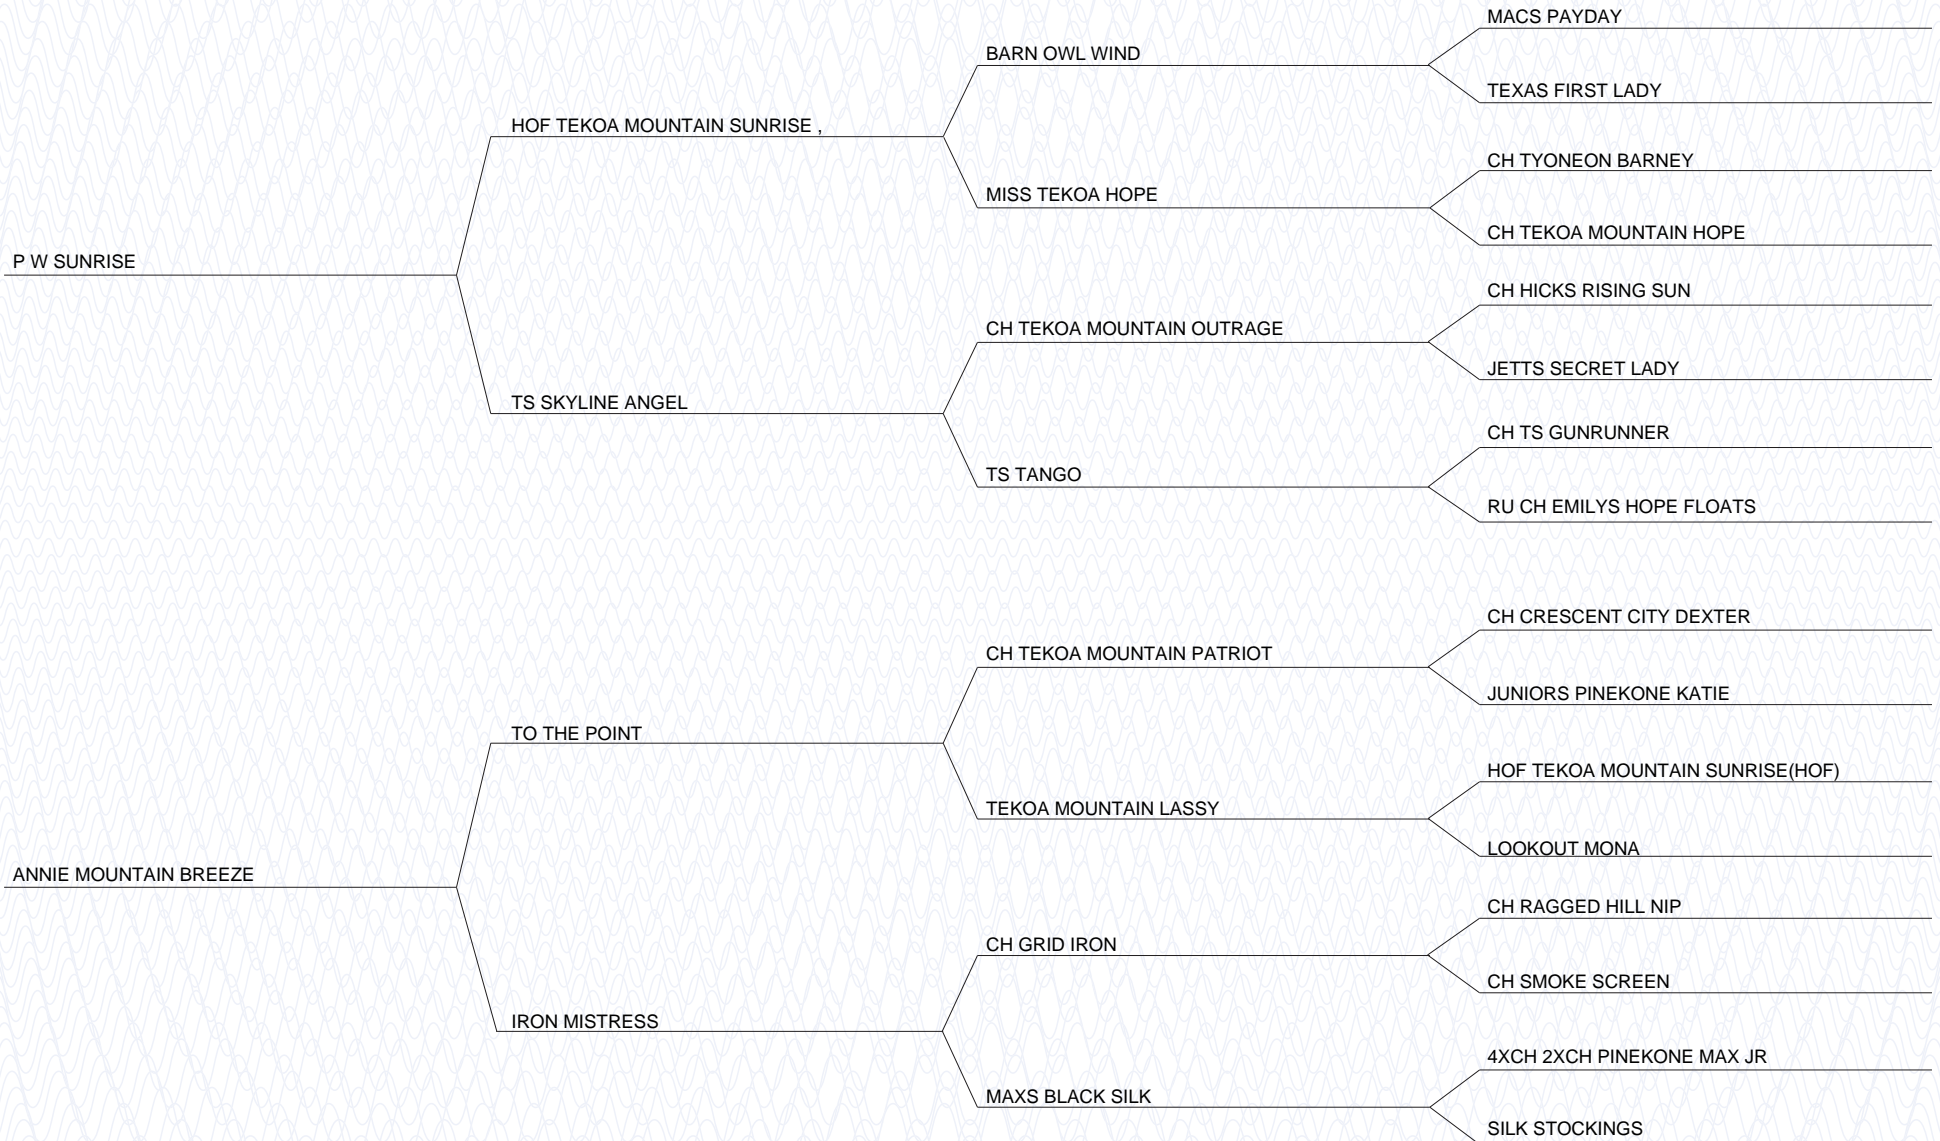 MACS PAYDAY
BARN OWL WIND
TEXAS FIRST LADY
HOF TEKOA MOUNTAIN SUNRISE ,
CH TYONEON BARNEY
MISS TEKOA HOPE
CH TEKOA MOUNTAIN HOPE
P W SUNRISE
CH HICKS RISING SUN
CH TEKOA MOUNTAIN OUTRAGE
JETTS SECRET LADY
TS SKYLINE ANGEL
CH TS GUNRUNNER
TS TANGO
RU CH EMILYS HOPE FLOATS
CH CRESCENT CITY DEXTER
CH TEKOA MOUNTAIN PATRIOT
JUNIORS PINEKONE KATIE
TO THE POINT
HOF TEKOA MOUNTAIN SUNRISE(HOF)
TEKOA MOUNTAIN LASSY
LOOKOUT MONA
ANNIE MOUNTAIN BREEZE
CH RAGGED HILL NIP
CH GRID IRON
CH SMOKE SCREEN
IRON MISTRESS
4XCH 2XCH PINEKONE MAX JR
MAXS BLACK SILK
SILK STOCKINGS